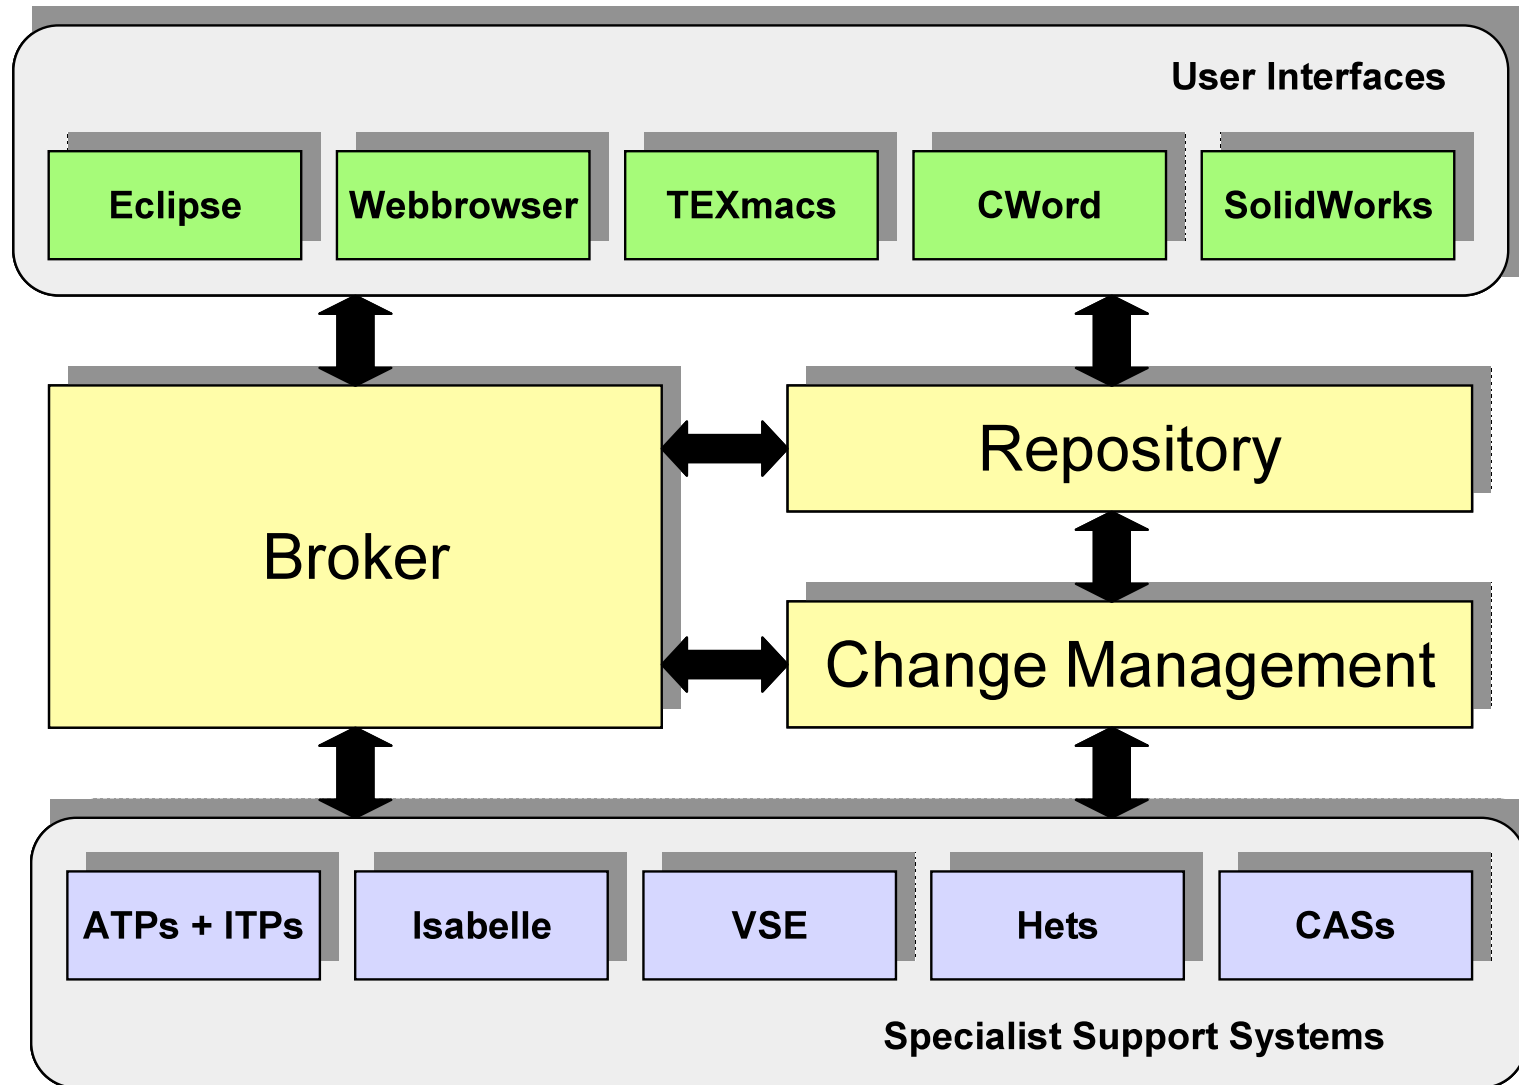 User Interfaces
Eclipse
Webbrowser
TEXmacs
CWord
SolidWorks
Repository
Broker
Change Management
ATPs + ITPs
Isabelle
VSE
Hets
CASs
Specialist Support Systems